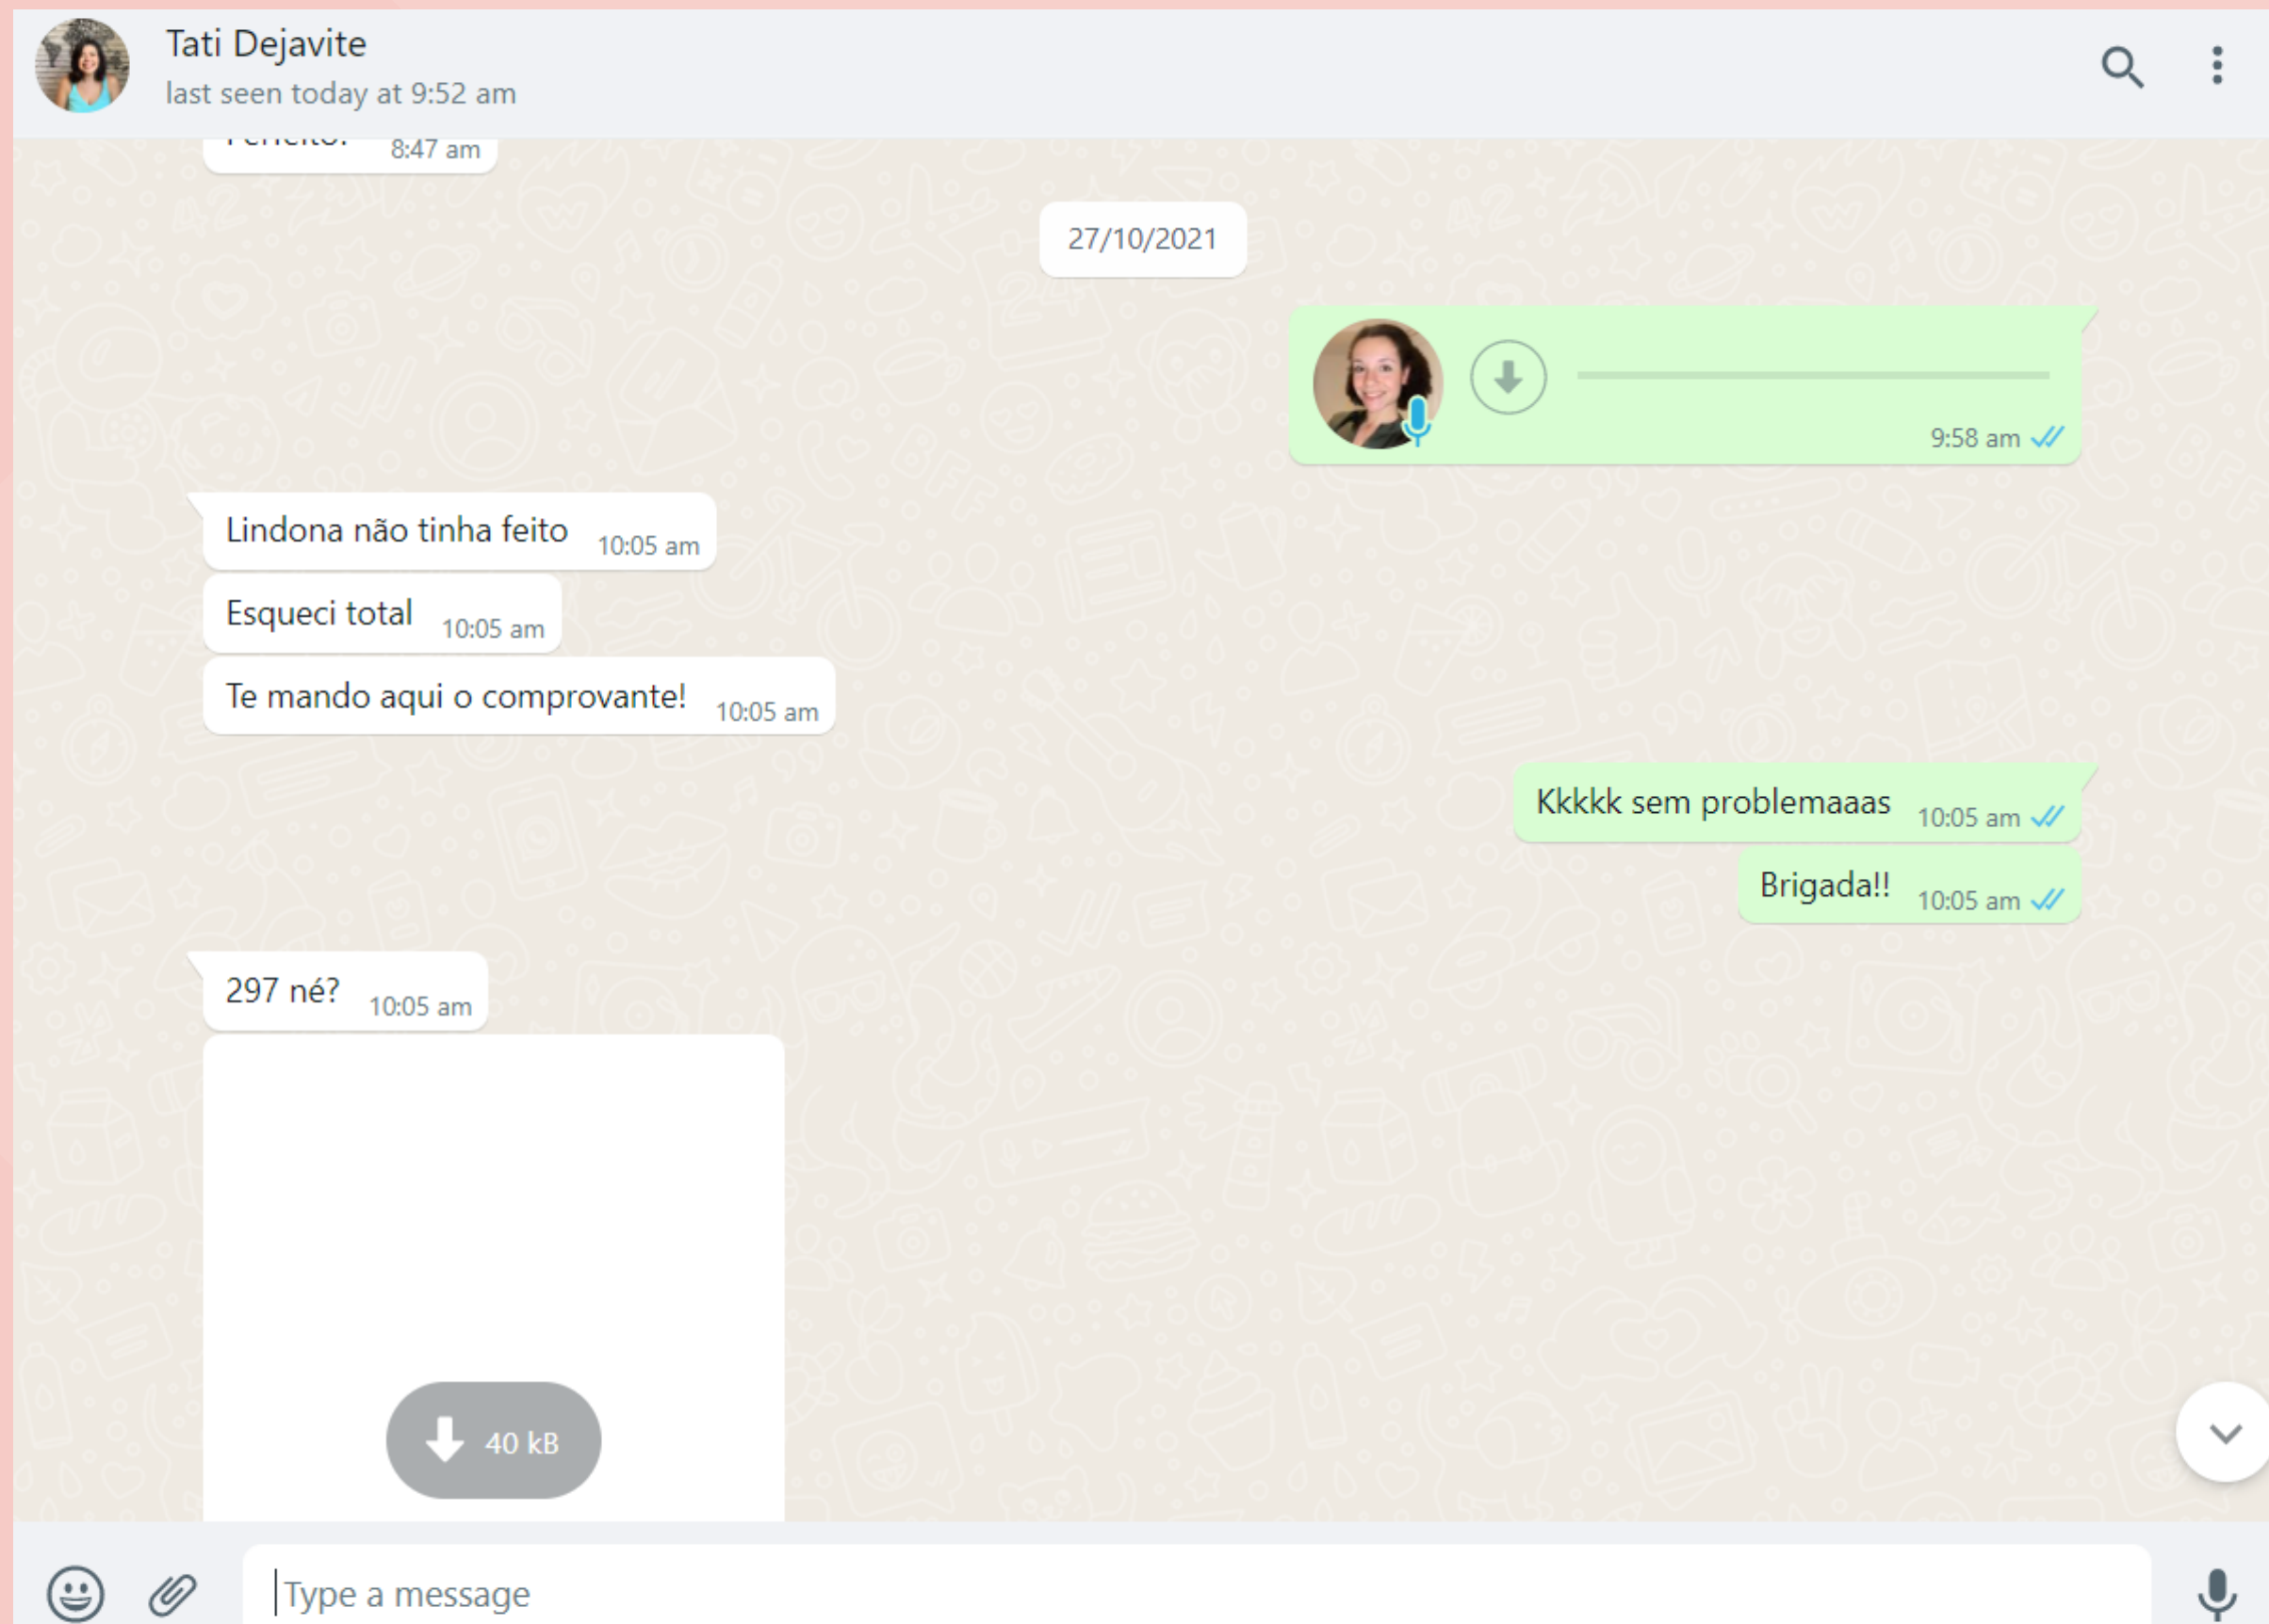 Tati Dejavite
last seen today at 9:52 am
8:47 am
27/10/2021
9:58 am
Lindona não tinha feito 10:05 am
Esqueci total 10:05 am
Te mando aqui o comprovante! 10:05 am
Kkkkk sem problemaaas 10:05 am
Brigada!! 10:05 am
297 né? 10:05 am
40 kB
Type a message